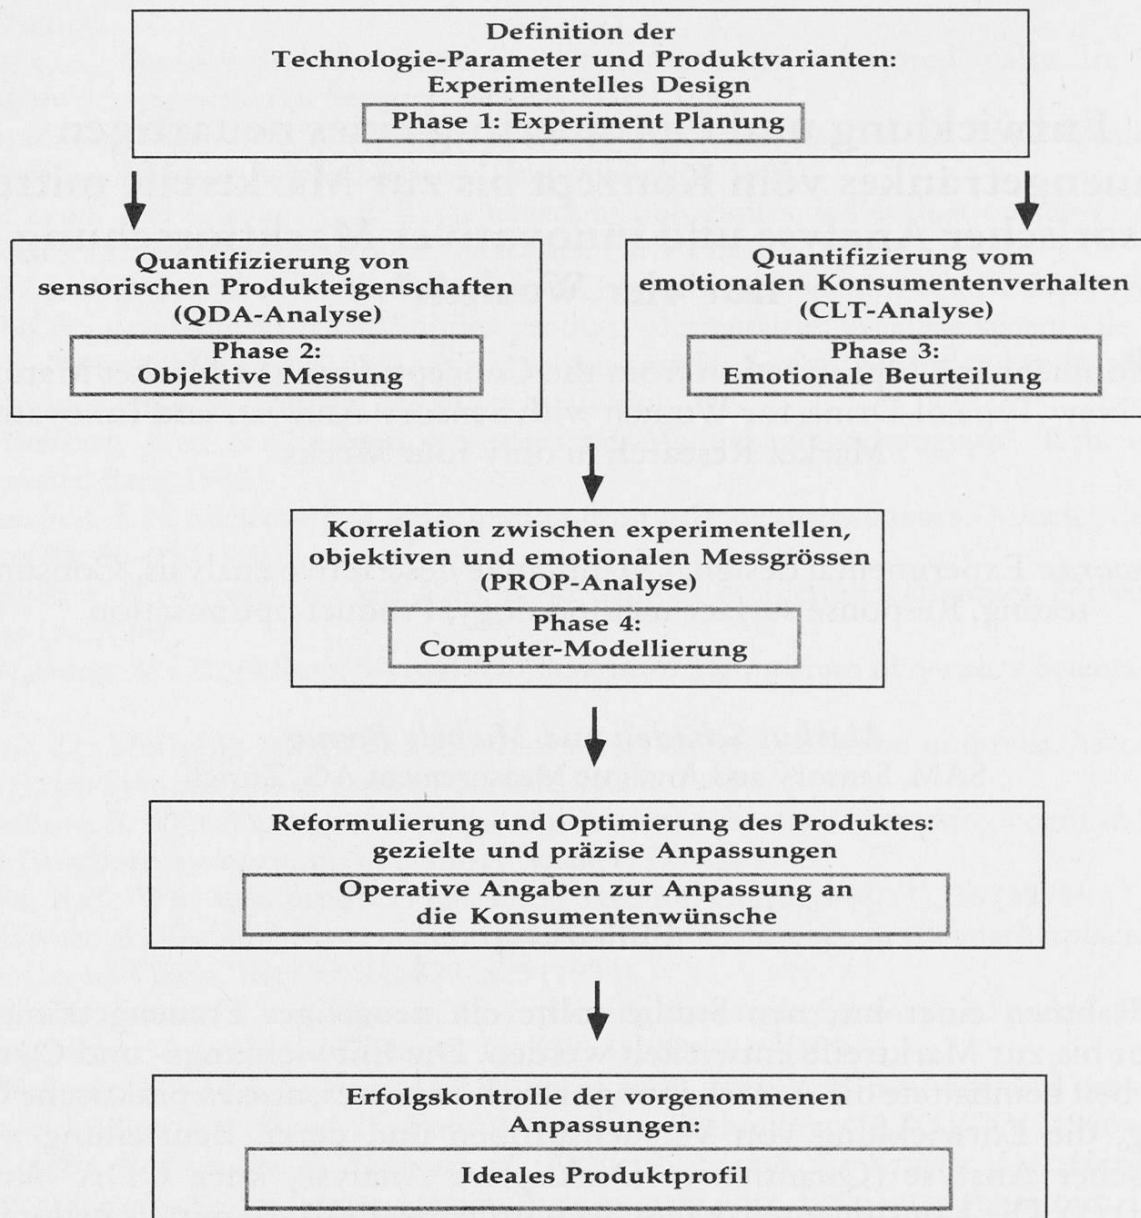 Definition der
Technologie-Parameter und Produktvarianten:
Experimentelles Design
Phase 1: Experiment Planung
Quantifizierung von
sensorischen Produkteigenschaften
(QDA-Analyse)
Phase 2:
Objektive Messung
Quantifizierung vom
emotionalen Konsumentenverhalten
(CLT-Analyse)
Phase 3:
Emotionale Beurteilung
Korrelation zwischen experimentellen,
objektiven und emotionalen Messgrössen
(PROP-Analyse)
Phase 4:
Computer-Modellierung
Reformulierung und Optimierung des Produktes:
gezielte und präzise Anpassungen
Operative Angaben zur Anpassung an
die Konsumentenwünsche
Erfolgskontrolle der vorgenommenen
Anpassungen:
Ideales Produktprofil